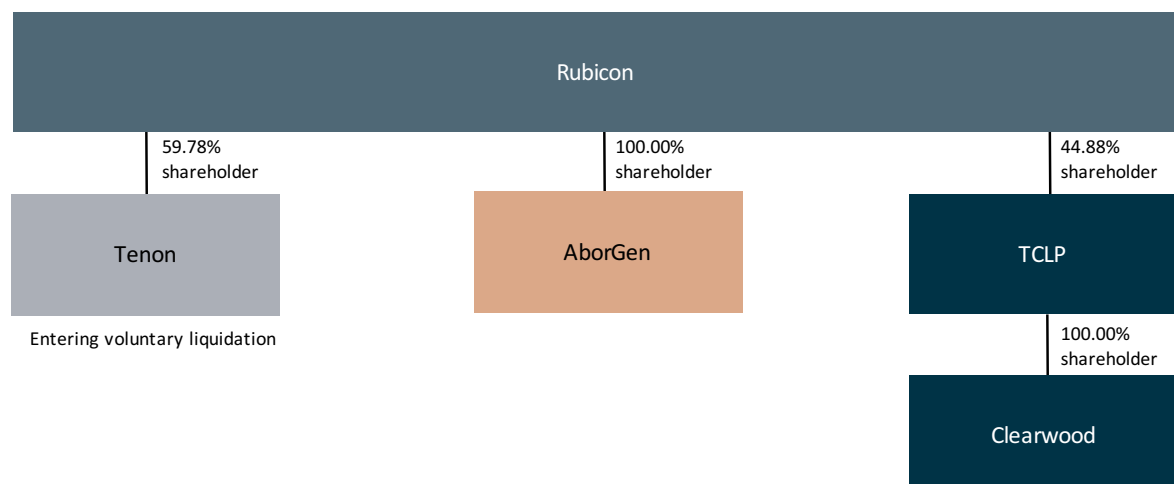 Rubicon
59.78%
shareholder
100.00%
shareholder
44.88%
shareholder
Tenon
AborGen
TCLP
Entering voluntary liquidation
100.00%
shareholder
Clearwood